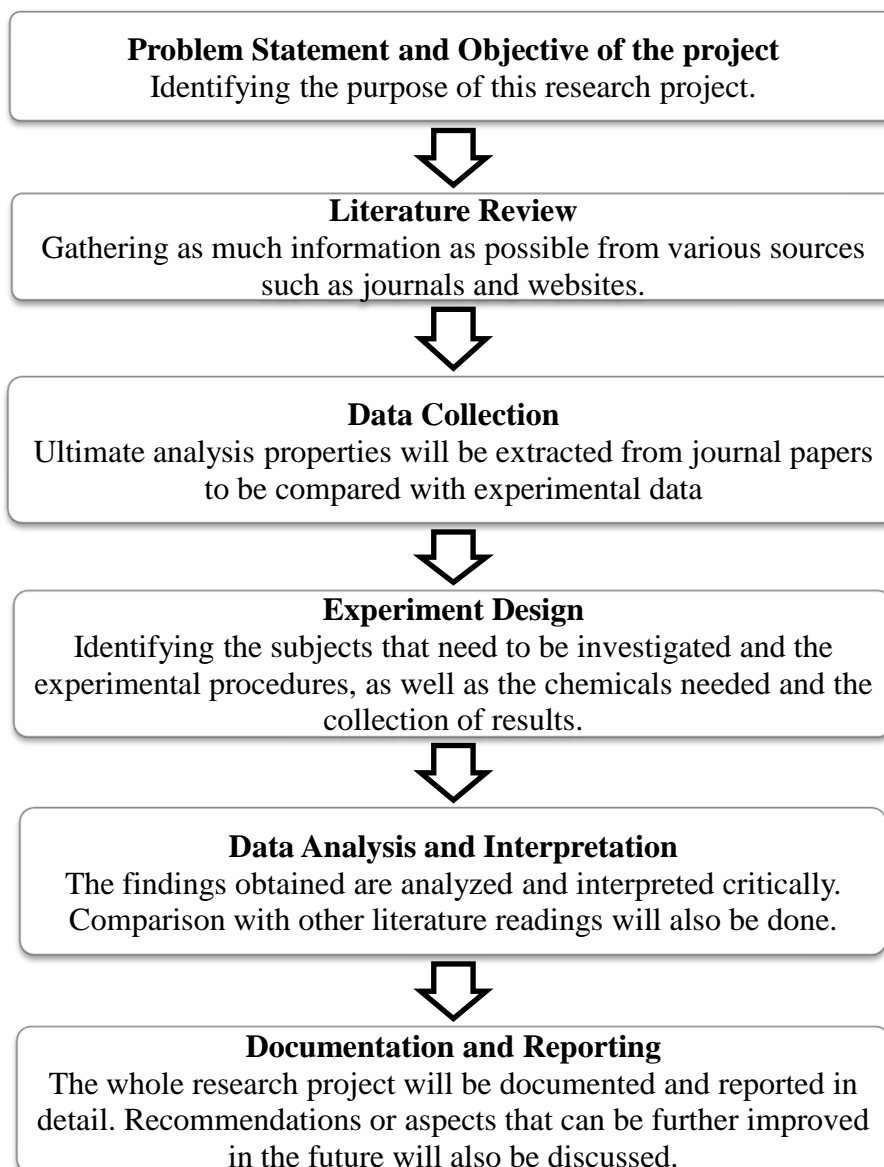 Problem Statement and Objective of the project
Identifying the purpose of this research project.
Literature Review
Gathering as much information as possible from various sources
such as journals and websites.
Data Collection
Ultimate analysis properties will be extracted from journal papers
to be compared with experimental data
Experiment Design
Identifying the subjects that need to be investigated and the
experimental procedures, as well as the chemicals needed and the
collection of results.
Data Analysis and Interpretation
The findings obtained are analyzed and interpreted critically.
Comparison with other literature readings will also be done.
Documentation and Reporting
The whole research project will be documented and reported in
detail. Recommendations or aspects that can be further improved
in the future will also be discussed.